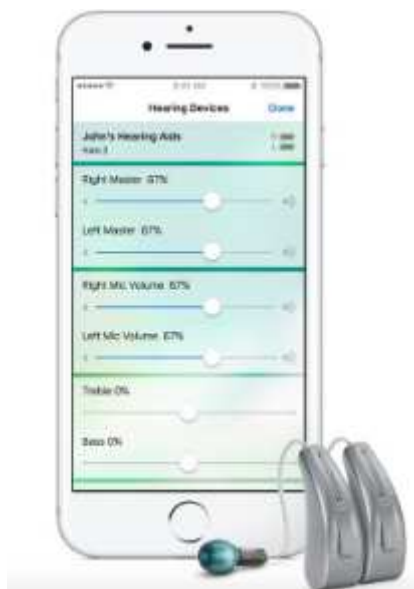 Hearing Devices Done
John's Hearing Aids
Right Master 67%
Left Master 67%
Right Mic Volume 67%
Left Mic Volume 67%
Treble 0%
Bass 0%